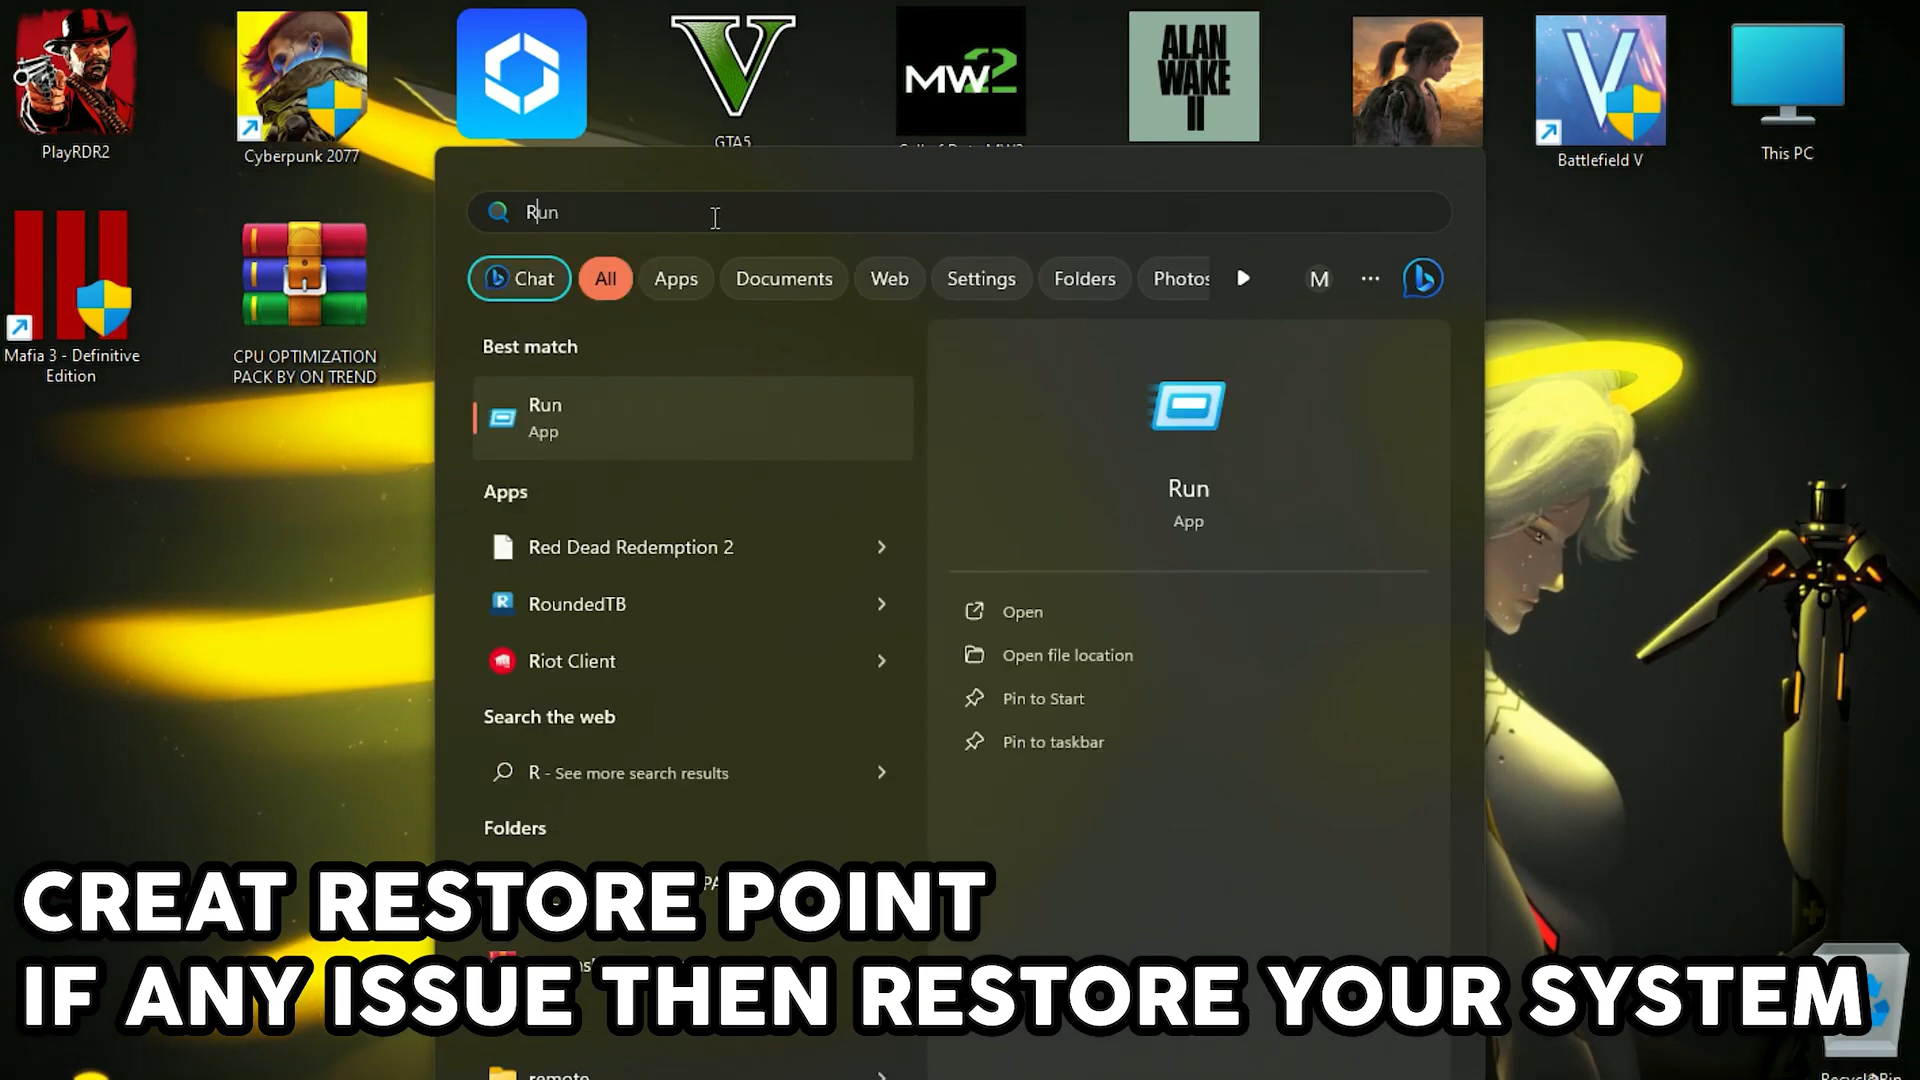 PlayRDR2
Cyberpunk 2077
GTA5
MW2
ALAN
WAKE
II
V
Battlefield V
This PC
Mafia 3 - Definitive
Edition
CPU OPTIMIZATION
PACK BY ON TREND
Run
Chat
All
Apps
Documents
Web
Settings
Folders
Photos
M
Best match
Run
App
Apps
Red Dead Redemption 2
RoundedTB
Riot Client
Search the web
R - See more search results
Folders
Run
App
Open
Open file location
Pin to Start
Pin to taskbar
CREAT RESTORE POINT
IF ANY ISSUE THEN RESTORE YOUR SYSTEM
remote